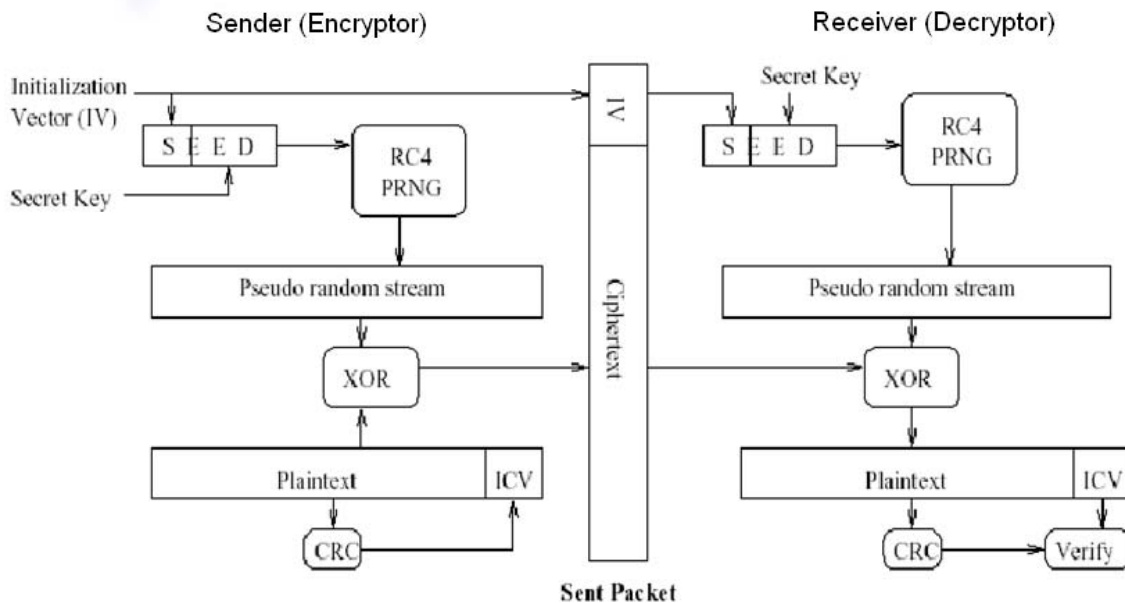 Sender (Encryptor)
Receiver (Decryptor)
Initialization
Vector (IV)
S E E D
Secret Key
RC4
PRNG
Pseudo random stream
XOR
Plaintext
ICV
CRC
IV
Ciphertext
Sent Packet
Secret Key
S E E D
RC4
PRNG
Pseudo random stream
XOR
Plaintext
ICV
CRC
Verify